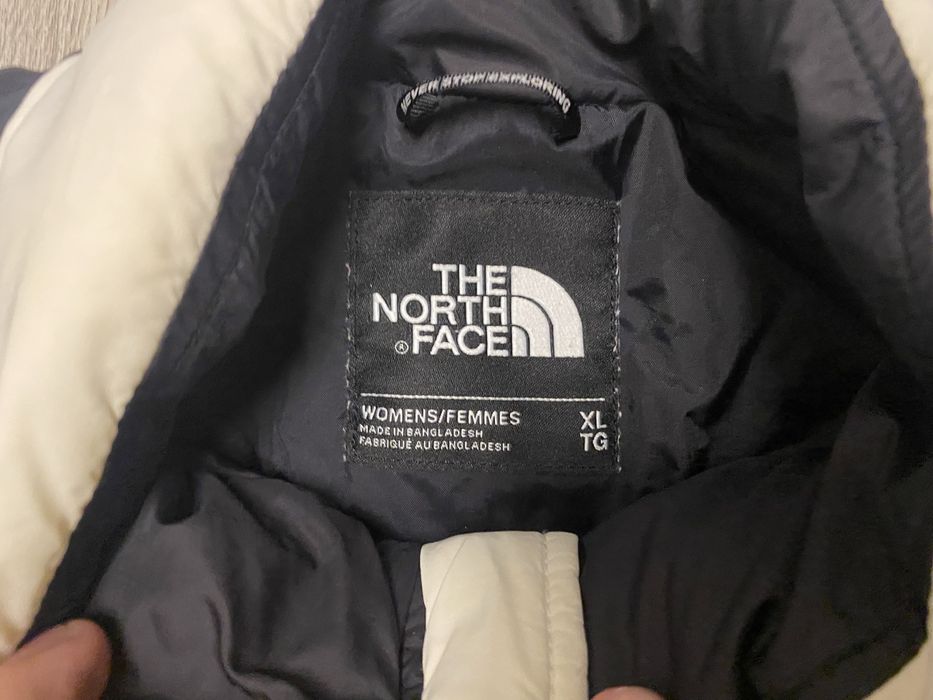 NEVER STOP EXPLORING
THE
NORTH
® FACE
WOMENS/FEMMES XL
MADE IN BANGLADESH TG
FABRIQUÉ AU BANGLADESH